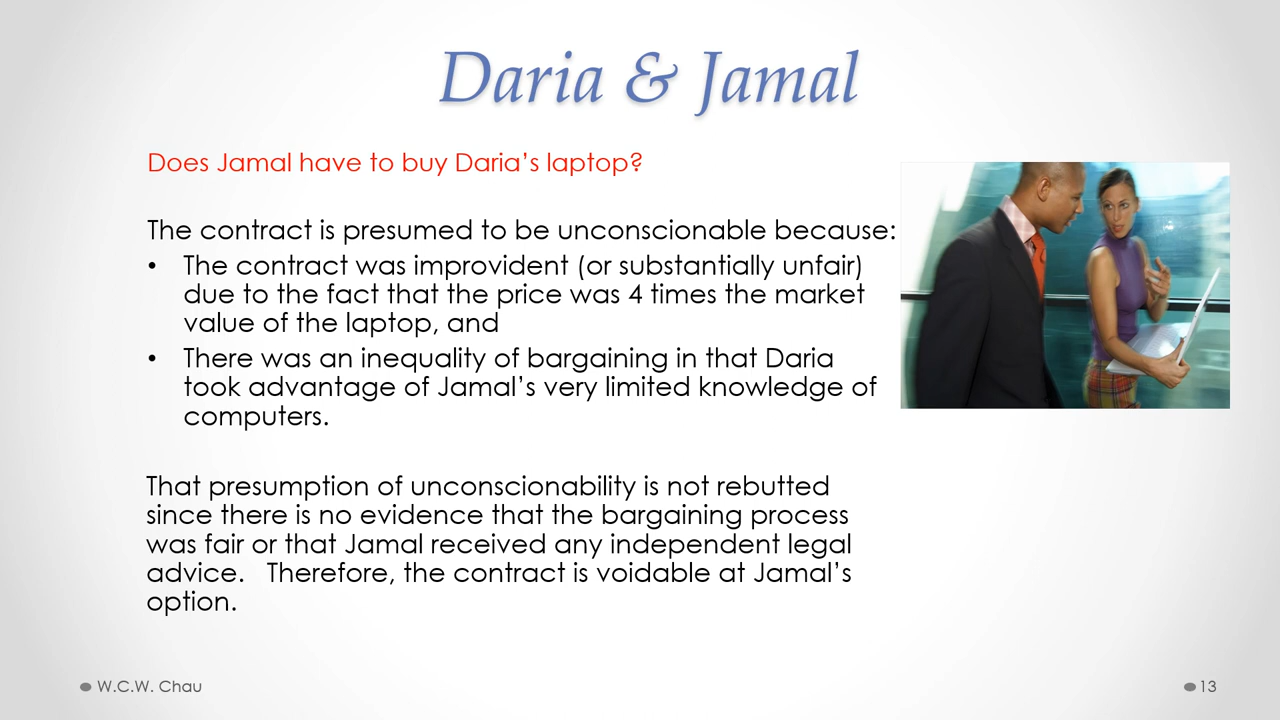 Daria & Jamal
Does Jamal have to buy Daria’s laptop?
The contract is presumed to be unconscionable because:
• The contract was improvident (or substantially unfair)
due to the fact that the price was 4 times the market
value of the laptop, and
• There was an inequality of bargaining in that Daria
took advantage of Jamal’s very limited knowledge of
computers.
That presumption of unconscionability is not rebutted
since there is no evidence that the bargaining process
was fair or that Jamal received any independent legal
advice.   Therefore, the contract is voidable at Jamal’s
option.
W.C.W. Chau
13